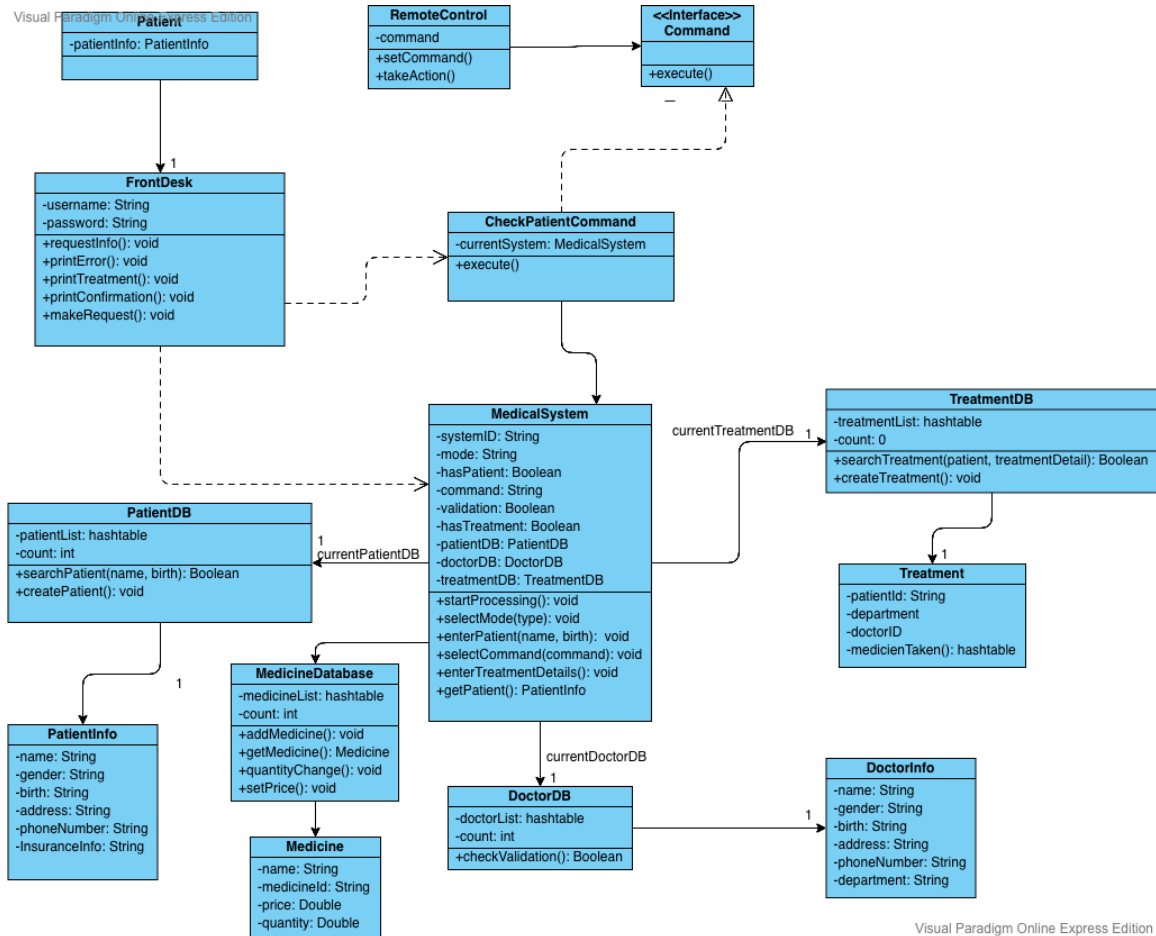 Visual Paradigm Online Express Edition
Patient
-patientInfo: PatientInfo
RemoteControl
-command
+setCommand()
+takeAction()
<<Interface>>
Command
+execute()
1
FrontDesk
-username: String
-password: String
+requestInfo(): void
+printError(): void
+printTreatment(): void
+printConfirmation(): void
+makeRequest(): void
CheckPatientCommand
-currentSystem: MedicalSystem
+execute()
MedicalSystem
-systemID: String
-mode: String
-hasPatient: Boolean
-command: String
-validation: Boolean
-hasTreatment: Boolean
-patientDB: PatientDB
-doctorDB: DoctorDB
-treatmentDB: TreatmentDB
+startProcessing(): void
+selectMode(type): void
+enterPatient(name, birth): void
+selectCommand(command): void
+enterTreatmentDetails(): void
+getPatient(): PatientInfo
currentTreatmentDB
1
TreatmentDB
-treatmentList: hashtable
-count: 0
+searchTreatment(patient, treatmentDetail): Boolean
+createTreatment(): void
1
Treatment
-patientId: String
-department
-doctorID
-medicienTaken(): hashtable
PatientDB
-patientList: hashtable
-count: int
+searchPatient(name, birth): Boolean
+createPatient(): void
1
currentPatientDB
1
PatientInfo
-name: String
-gender: String
-birth: String
-address: String
-phoneNumber: String
-InsuranceInfo: String
MedicineDatabase
-medicineList: hashtable
-count: int
+addMedicine(): void
+getMedicine(): Medicine
+quantityChange(): void
+setPrice(): void
Medicine
-name: String
-medicineId: String
-price: Double
-quantity: Double
currentDoctorDB
1
DoctorDB
-doctorList: hashtable
-count: int
+checkValidation(): Boolean
1
DoctorInfo
-name: String
-gender: String
-birth: String
-address: String
-phoneNumber: String
-department: String
Visual Paradigm Online Express Edition